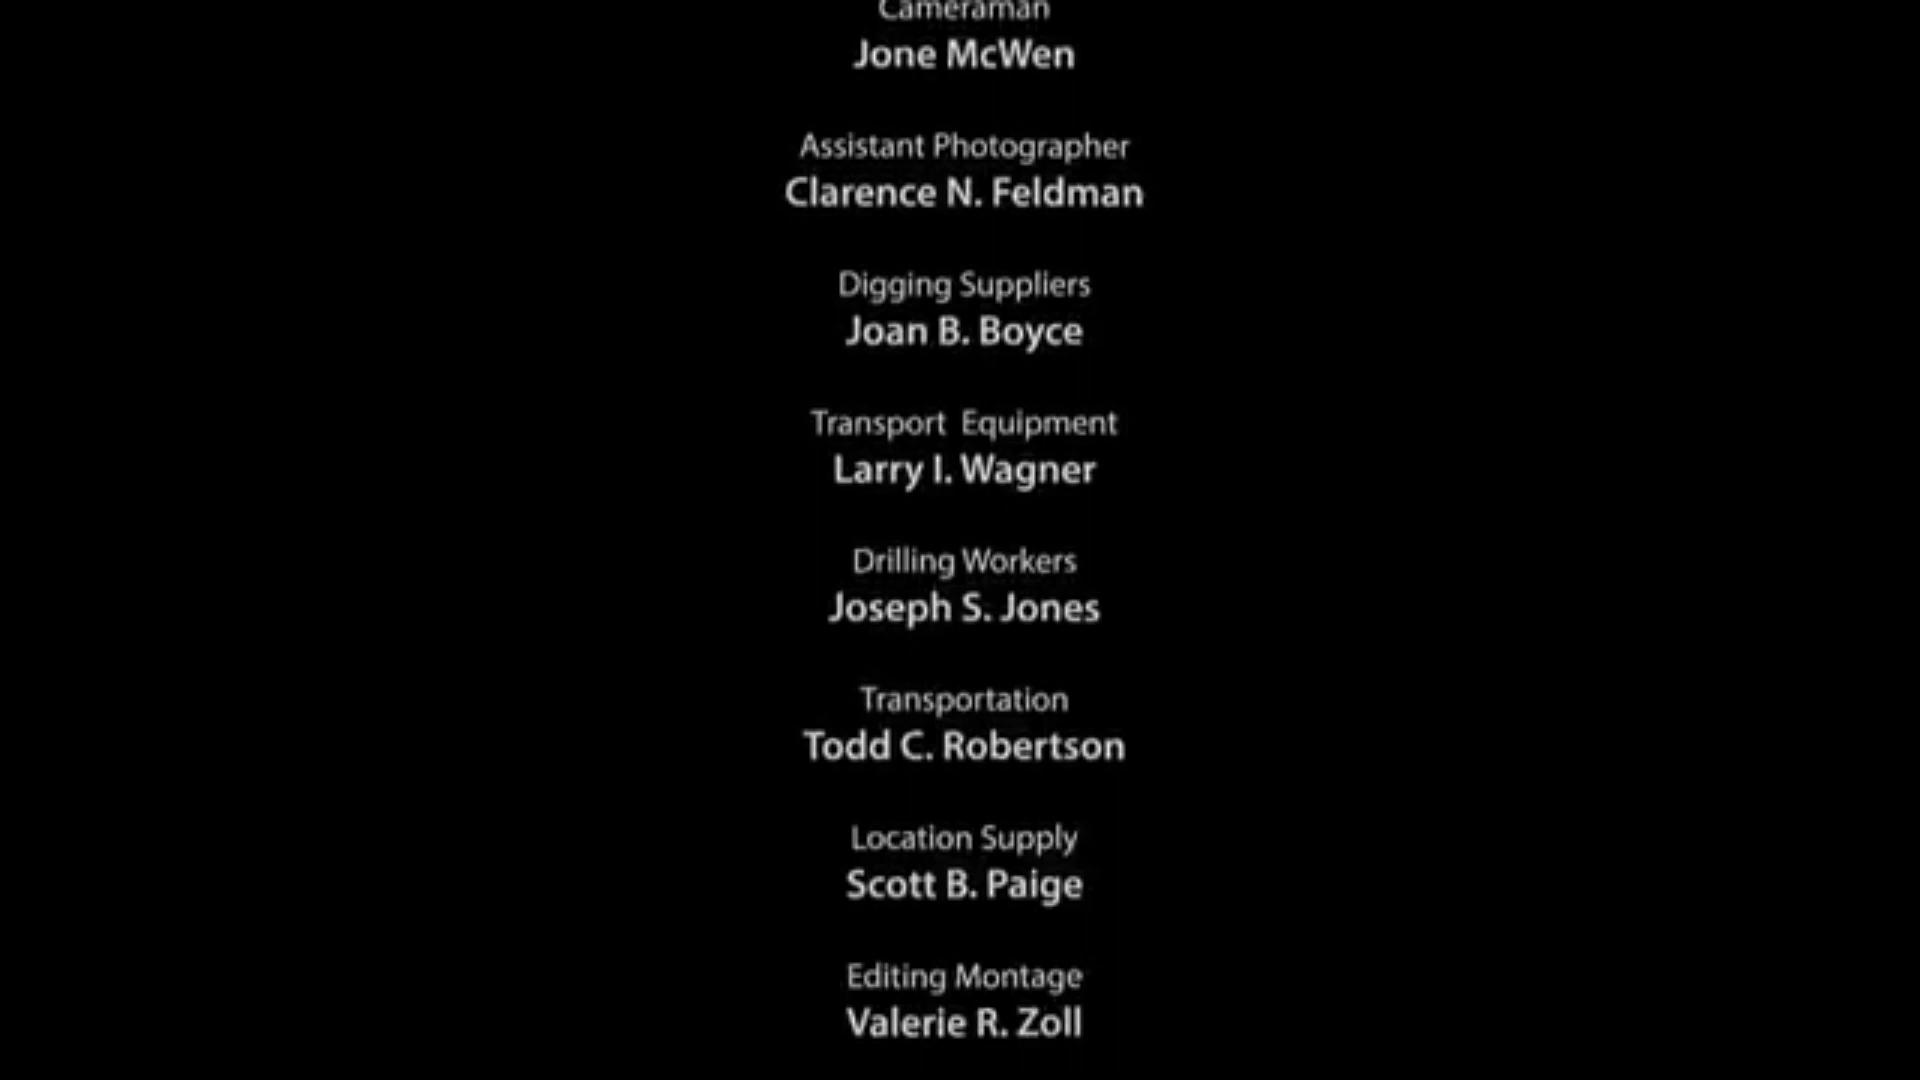 Cameraman
Jone McWen
Assistant Photographer
Clarence N. Feldman
Digging Suppliers
Joan B. Boyce
Transport  Equipment
Larry I. Wagner
Drilling Workers
Joseph S. Jones
Transportation
Todd C. Robertson
Location Supply
Scott B. Paige
Editing Montage
Valerie R. Zoll